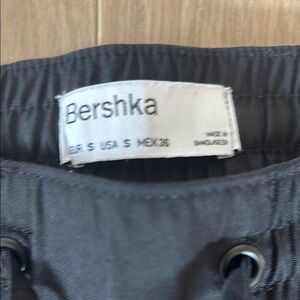 Bershka
EUR S USA S MEX 36
MADE IN
BANGLADESH